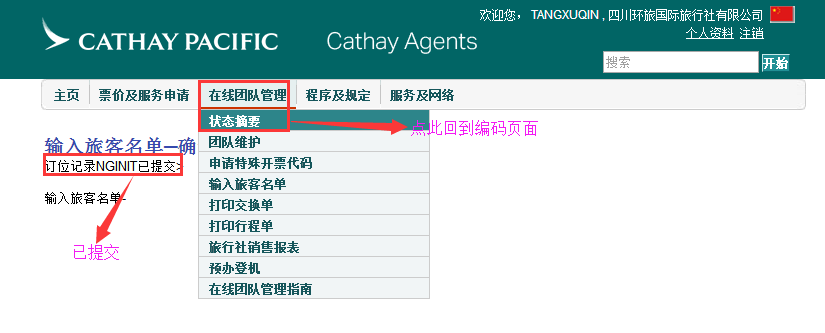 欢迎您， TANGXUQIN , 四川环旅国际旅行社有限公司
个人资料 注销
CATHAY PACIFIC Cathay Agents
搜索 开始
主页 票价及服务申请 在线团队管理 程序及规定 服务及网络
状态摘要
点此回到编码页面
输入旅客名单—确
团队维护
订位记录NGINIT已提交>
申请特殊开票代码
输入旅客名单
输入旅客名单-
打印交换单
打印行程单
已提交
旅行社销售报表
预办登机
在线团队管理指南